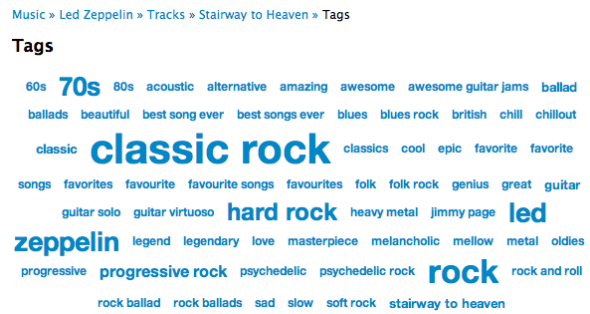 Music » Led Zeppelin » Tracks » Stairway to Heaven » Tags
Tags
60s 70s 80s acoustic alternative amazing awesome awesome guitar jams ballad
ballads beautiful best song ever best songs ever blues blues rock british chill chillout
classic classic rock classics cool epic favorite favorite
songs favorites favourite favourite songs favourites folk folk rock genius great guitar
guitar solo guitar virtuoso hard rock heavy metal jimmy page led
zeppelin legend legendary love masterpiece melancholic mellow metal oldies
progressive progressive rock psychedelic psychedelic rock rock rock and roll
rock ballad rock ballads sad slow soft rock stairway to heaven